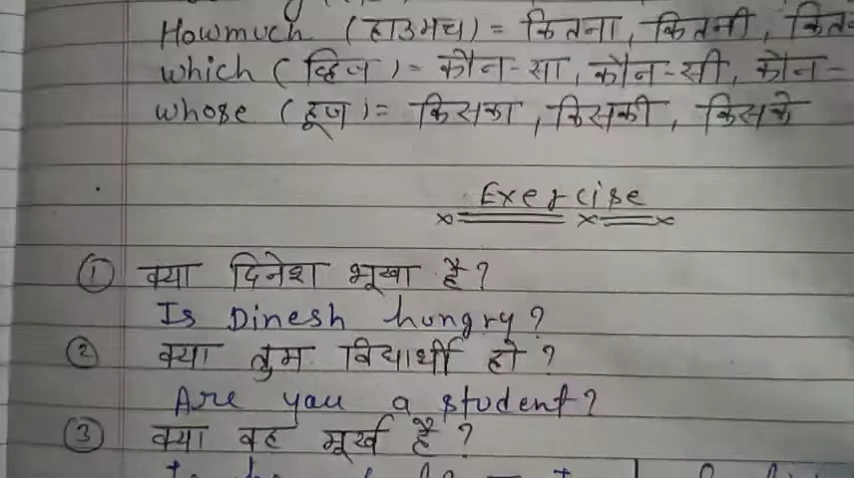 Howmuch (हाउमच) = कितना, कितनी,
which (व्हिज) = कौन-सा, कौन-सी, कौन-
whose (हूज) = किसका, किसकी, किसके
Exercise
① क्या दिनेश भूखा है?
Is Dinesh hungry?
② क्या तुम विद्यार्थी हो?
Are you a student?
③ क्या वह मूर्ख है?